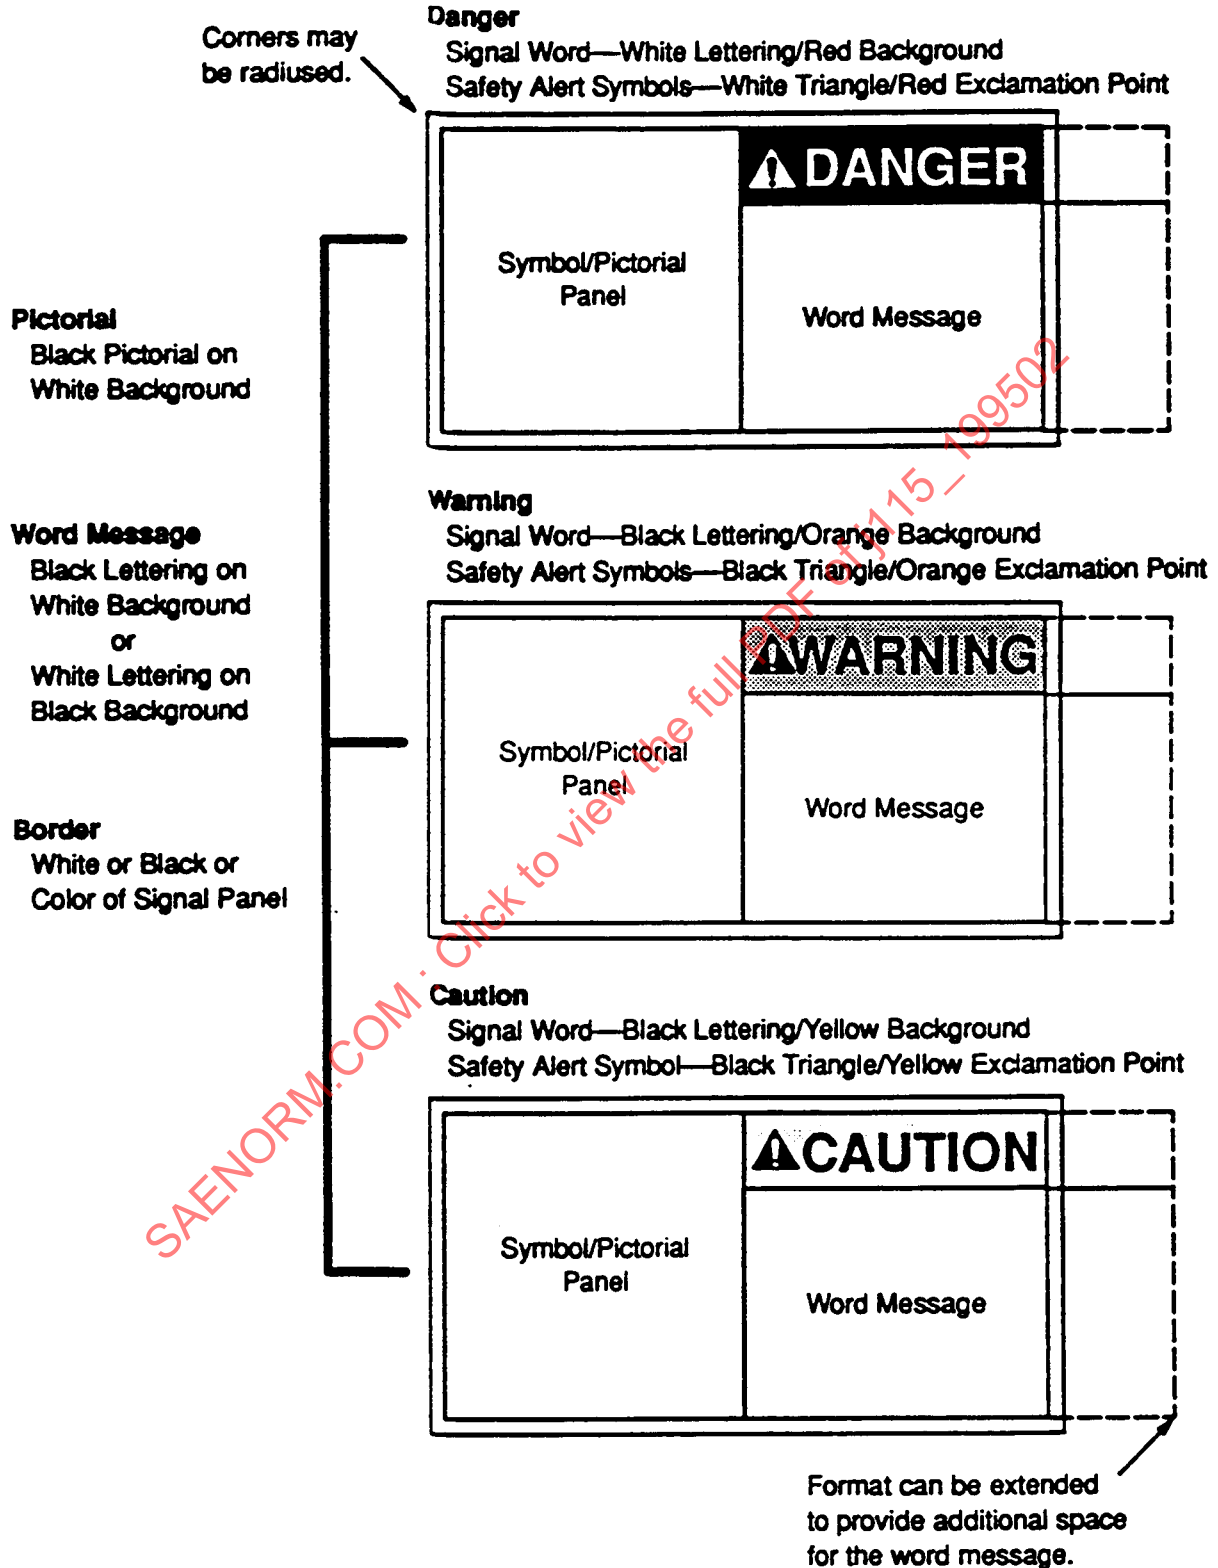 Corners may
be radiused.
Danger
Signal Word—White Lettering/Red Background
Safety Alert Symbols—White Triangle/Red Exclamation Point
DANGER
Symbol/Pictorial
Panel
Word Message
Pictorial
Black Pictorial on
White Background
Word Message
Black Lettering on
White Background
or
White Lettering on
Black Background
Border
White or Black or
Color of Signal Panel
Warning
Signal Word—Black Lettering/Orange Background
Safety Alert Symbols—Black Triangle/Orange Exclamation Point
WARNING
Symbol/Pictorial
Panel
Word Message
Caution
Signal Word—Black Lettering/Yellow Background
Safety Alert Symbol—Black Triangle/Yellow Exclamation Point
CAUTION
Symbol/Pictorial
Panel
Word Message
Format can be extended
to provide additional space
for the word message.
SAENORM.COM : Click to view the full PDF of j115_199502